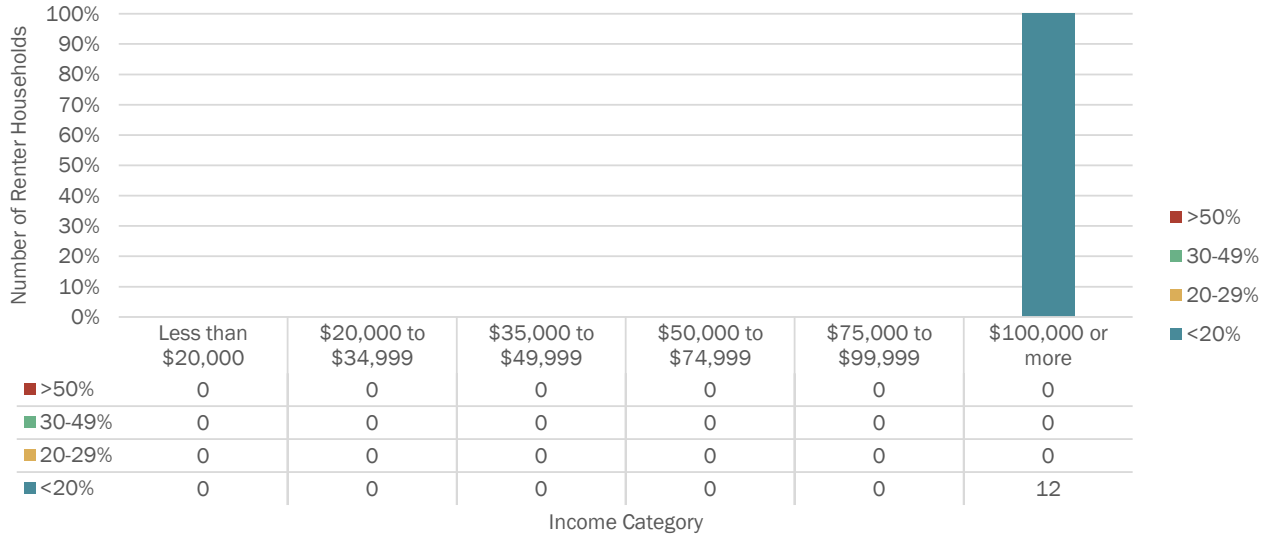 Number of Renter Households
100%
90%
80%
70%
60%
50%
40%
30%
20%
10%
0%
Less than $20,000 to $35,000 to $50,000 to $75,000 to $100,000 or
$20,000 $34,999 $49,999 $74,999 $99,999 more
>50% 0 0 0 0 0 0
30-49% 0 0 0 0 0 0
20-29% 0 0 0 0 0 0
<20% 0 0 0 0 0 12
Income Category
>50%
30-49%
20-29%
<20%